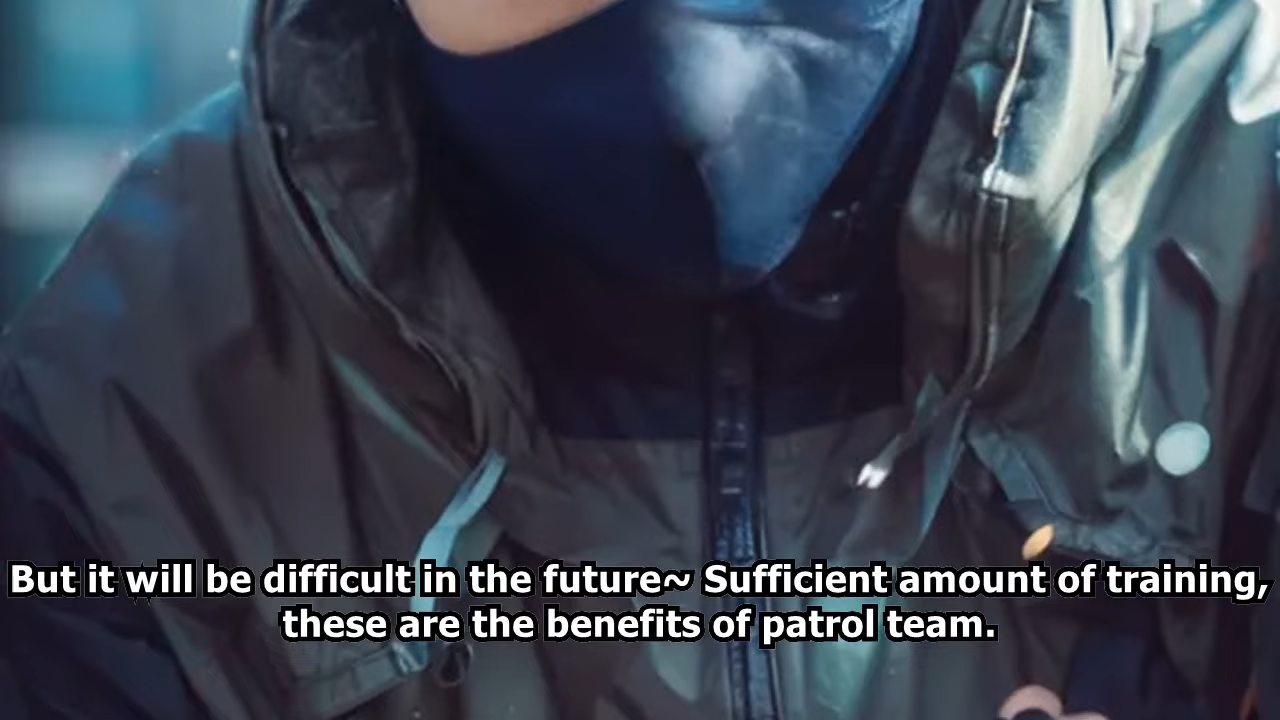 But it will be difficult in the future~ Sufficient amount of training,
these are the benefits of patrol team.